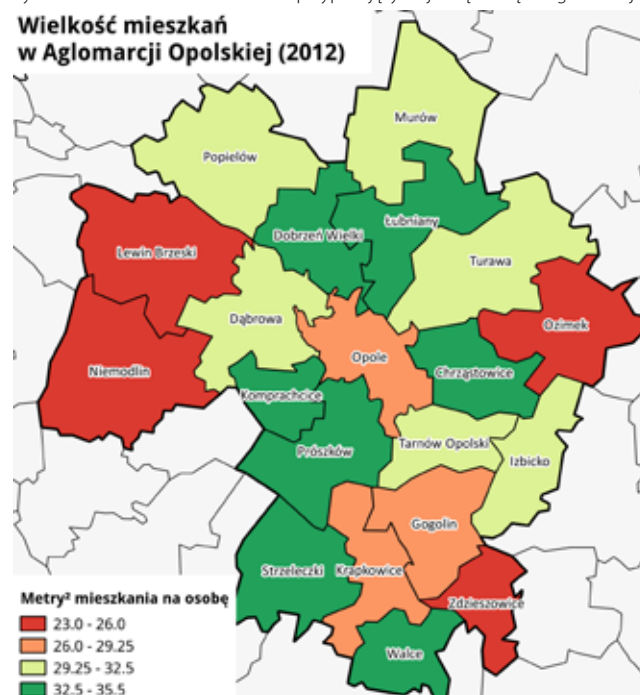 Wielkość mieszkań
w Aglomarcji Opolskiej (2012)
Murów
Popielów
Łubniany
Dobrzeń Wielki
Lewin Brzeski
Turawa
Dąbrowa
Ozimek
Opole
Niemodlin
Chrząstowice
Komprachcice
Tarnów Opolski
Prószków
Izbicko
Gogolin
Strzeleczki
Krapkowice
Zdzieszowice
Walce
Metry² mieszkania na osobę
23.0 - 26.0
26.0 - 29.25
29.25 - 32.5
32.5 - 35.5